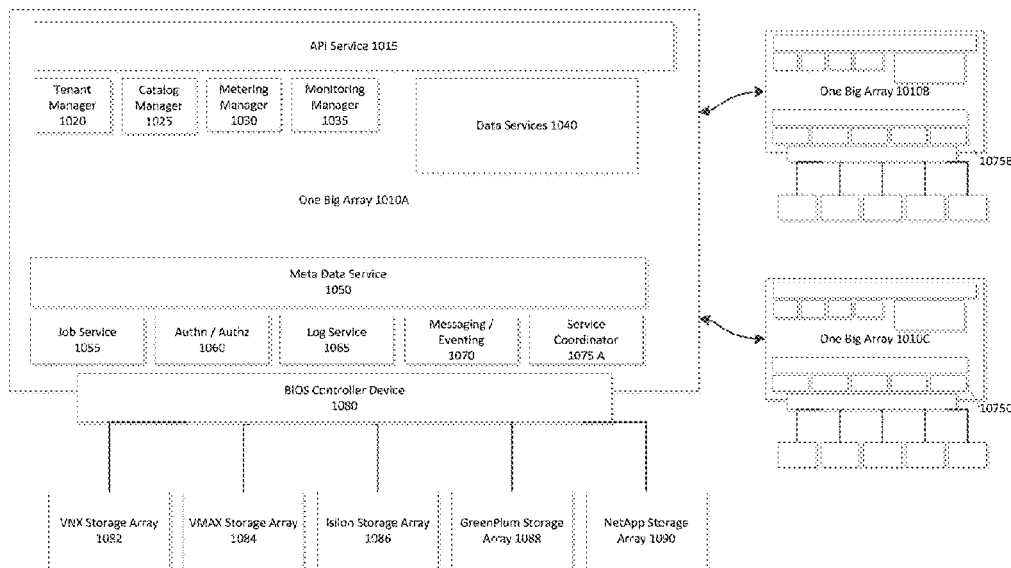 API Service 1015
Tenant
Manager
1020
Catalog
Manager
1025
Metering
Manager
1030
Monitoring
Manager
1035
Data Services 1040
One Big Array 1010A
Meta Data Service
1050
Job Service
1055
Authn / Authz
1060
Log Service
1065
Messaging /
Eventing
1070
Service
Coordinator
1075 A
BIOS Controller Device
1080
VNX Storage Array
1082
VMAX Storage Array
1084
Isilon Storage Array
1086
GreenPlum Storage
Array 1088
NetApp Storage
Array 1090
One Big Array 1010B
1075B
One Big Array 1010C
1075C